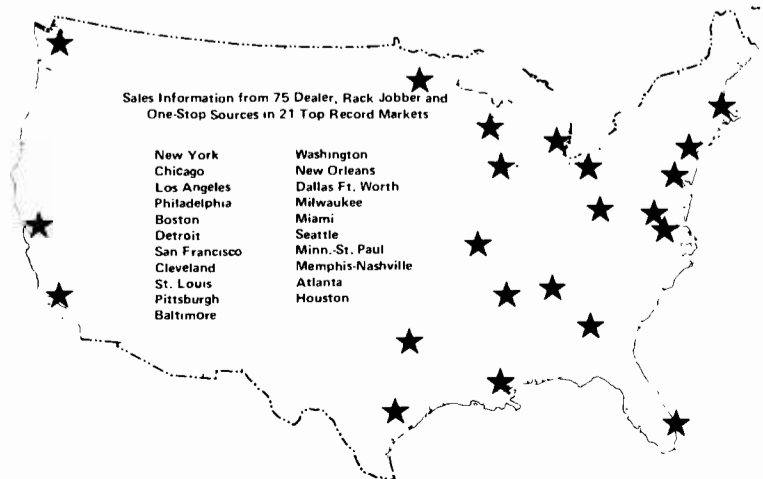 Sales Information from 75 Dealer, Rack Jobber and
One-Stop Sources in 21 Top Record Markets
New York
Chicago
Los Angeles
Philadelphia
Boston
Detroit
San Francisco
Cleveland
St. Louis
Pittsburgh
Baltimore
Washington
New Orleans
Dallas Ft. Worth
Milwaukee
Miami
Seattle
Minn.-St. Paul
Memphis-Nashville
Atlanta
Houston